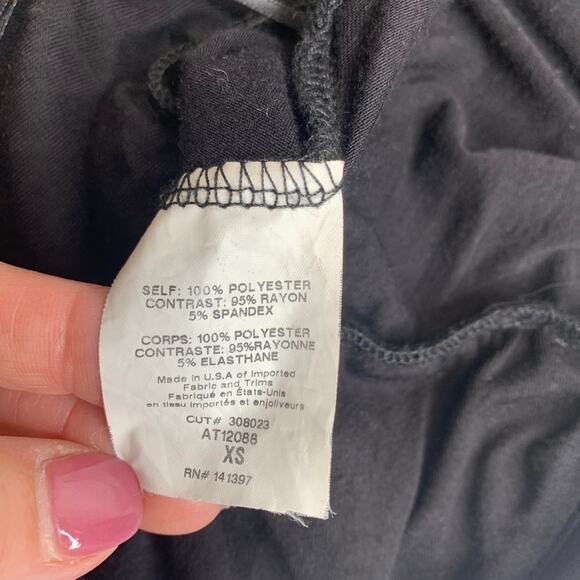 SELF: 100% POLYESTER
CONTRAST: 95% RAYON
5% SPANDEX
CORPS: 100% POLYESTER
CONTRASTE: 95%RAYONNE
5% ELASTHANE
Made in U.S.A of Imported
Fabric and Trims
Fabriqué en États-Unis
en tissu importés et enjoliveurs
CUT# 308023
AT12088
XS
RN# 141397